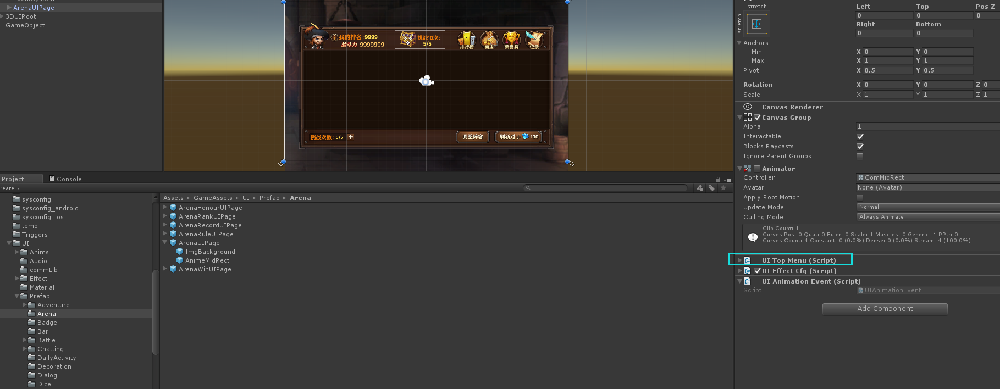 EventSystem
ArenaUIPage
3DUIRoot
GameObject
我的排名:9999
战斗力 9999999
挑战10次:
5/5
排行榜
商店
荣誉奖
记录
挑战次数: 5/5
调整阵容
刷新对手 100
stretch
stretch
Left
Top
Pos Z
0
0
0
Right
Bottom
0
0
Anchors
Min
X 0
Y 0
Max
X 1
Y 1
Pivot
X 0.5
Y 0.5
Rotation
X 0
Y 0
Z 0
Scale
X 1
Y 1
Z 1
Canvas Renderer
Canvas Group
Alpha
1
Interactable
Blocks Raycasts
Ignore Parent Groups
Animator
Controller
ComMidRect
Avatar
None (Avatar)
Apply Root Motion
Update Mode
Normal
Culling Mode
Always Animate
Clip Count: 1
Curves Pos: 0 Quat: 0 Euler: 0 Scale: 1 Muscles: 0 Generic: 1 PPtr: 0
Curves Count: 4 Constant: 0 (0.0%) Dense: 0 (0.0%) Stream: 4 (100.0%)
UI Top Menu (Script)
UI Effect Cfg (Script)
UI Animation Event (Script)
Script
UIAnimationEvent
Add Component
Project
Console
reate
sysconfig
sysconfig_android
sysconfig_ios
temp
Triggers
UI
Anims
Audio
commLib
Effect
Material
Prefab
Adventure
Arena
Badge
Bar
Battle
Chatting
DailyActivity
Decoration
Dialog
Dice
Assets ▸ GameAssets ▸ UI ▸ Prefab ▸ Arena
ArenaHonourUIPage
ArenaRankUIPage
ArenaRecordUIPage
ArenaRuleUIPage
ArenaUIPage
ImgBackground
AnimeMidRect
ArenaWinUIPage